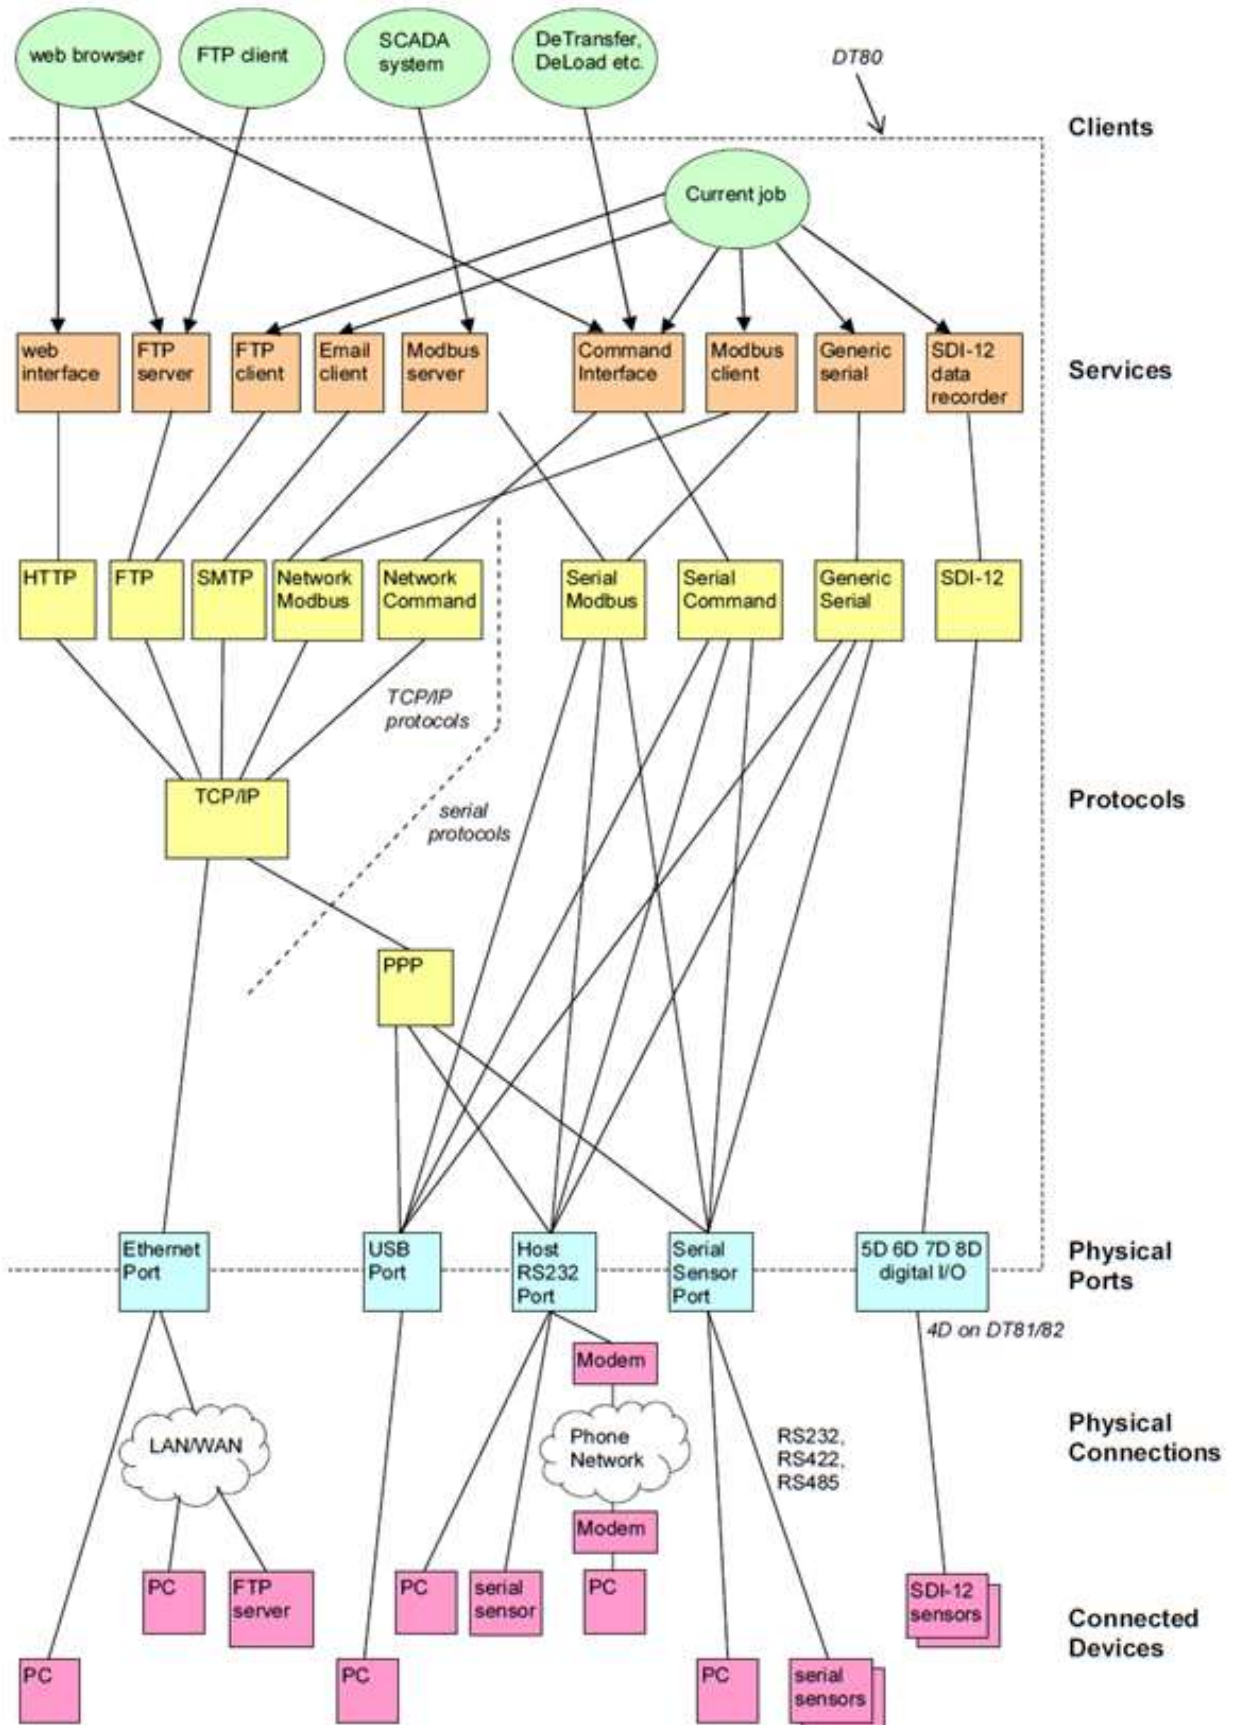 web browser
FTP client
SCADA
system
DeTransfer,
DeLoad etc.
DT80
Clients
Current job
web
interface
FTP
server
FTP
client
Email
client
Modbus
server
Command
Interface
Modbus
client
Generic
serial
SDI-12
data
recorder
Services
HTTP
FTP
SMTP
Network
Modbus
Network
Command
Serial
Modbus
Serial
Command
Generic
Serial
SDI-12
TCP/IP
protocols
TCP/IP
serial
protocols
Protocols
PPP
Ethernet
Port
USB
Port
Host
RS232
Port
Serial
Sensor
Port
5D 6D 7D 8D
digital I/O
Physical
Ports
4D on DT81/82
Modem
LAN/WAN
Phone
Network
RS232,
RS422,
RS485
Physical
Connections
Modem
PC
FTP
server
PC
serial
sensor
PC
SDI-12
sensors
Connected
Devices
PC
PC
PC
serial
sensors